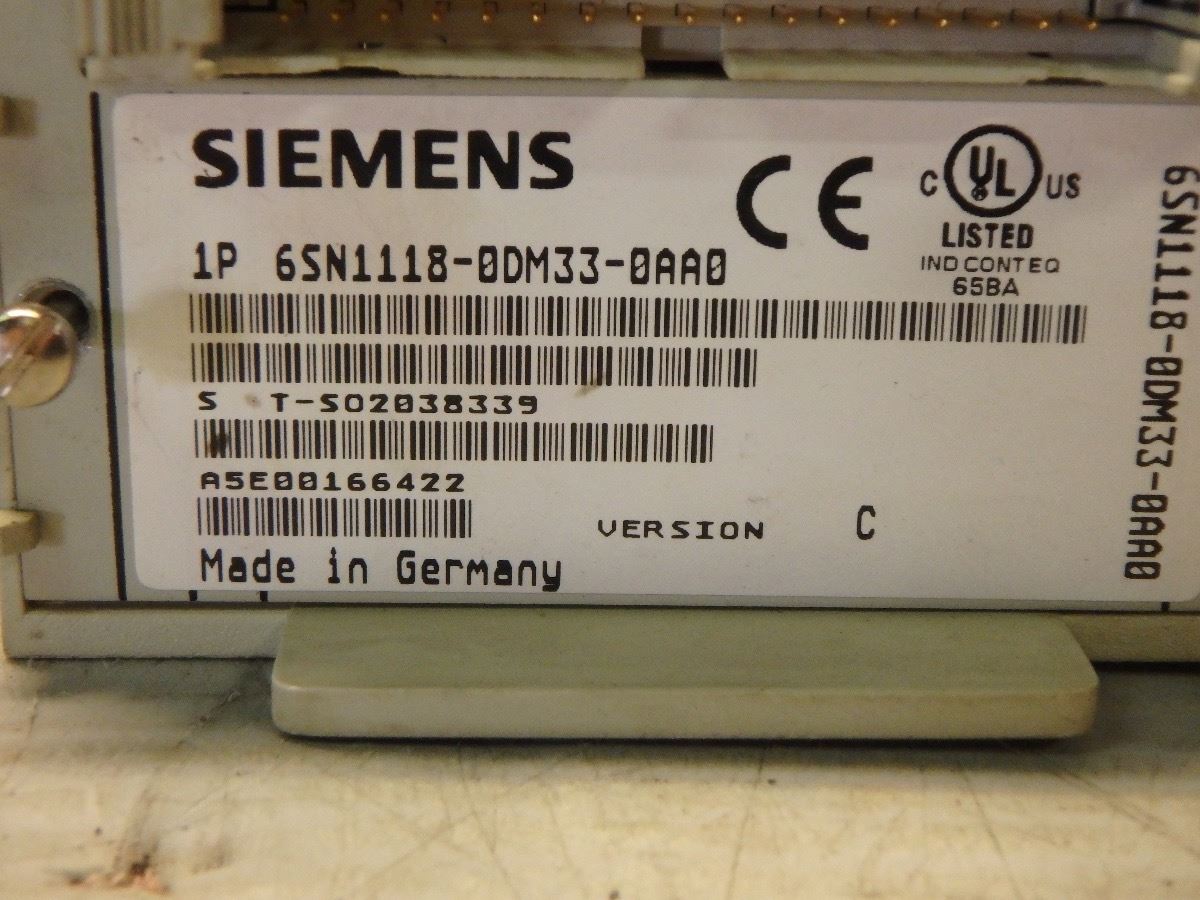 SIEMENS
CE
C UL US
LISTED
IND CONT EQ
65BA
1P 6SN1118-0DM33-0AA0
S T-S02038339
A5E00166422
VERSION C
Made in Germany
6SN1118-0DM33-0AA0